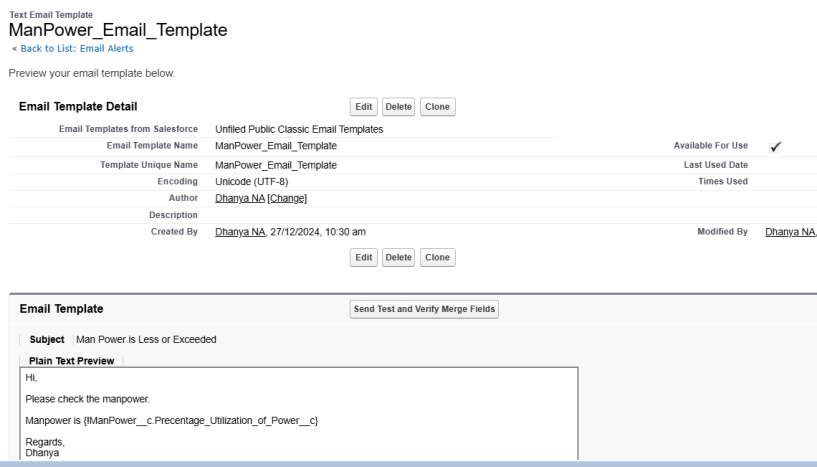 Text Email Template
ManPower_Email_Template
« Back to List: Email Alerts
Preview your email template below.
Email Template Detail Edit Delete Clone
Email Templates from Salesforce Unfiled Public Classic Email Templates
Email Template Name ManPower_Email_Template Available For Use ✓
Template Unique Name ManPower_Email_Template Last Used Date
Encoding Unicode (UTF-8) Times Used
Author Dhanya NA [Change]
Description
Created By Dhanya NA, 27/12/2024, 10:30 am Modified By Dhanya NA,
Edit Delete Clone
Email Template Send Test and Verify Merge Fields
Subject Man Power is Less or Exceeded
Plain Text Preview
Hi,
Please check the manpower.
Manpower is {!ManPower__c.Precentage_Utilization_of_Power__c}
Regards,
Dhanya